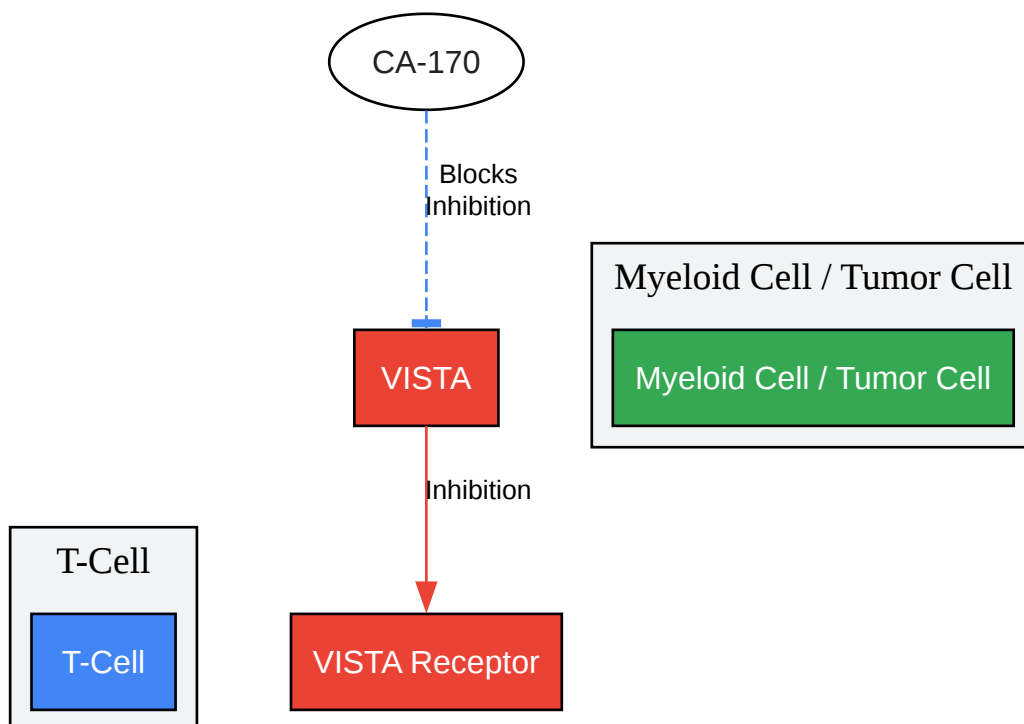 CA-170
Blocks
Inhibition
Myeloid Cell / Tumor Cell
VISTA
Myeloid Cell / Tumor Cell
Inhibition
T-Cell
T-Cell
VISTA Receptor